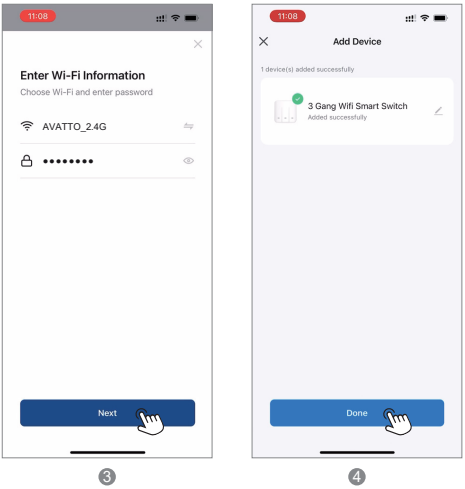 11:08
Enter Wi-Fi Information
Choose Wi-Fi and enter password
AVATTO_2.4G
Next
3
11:08
Add Device
1 device(s) added successfully
3 Gang Wifi Smart Switch
Added successfully
Done
4